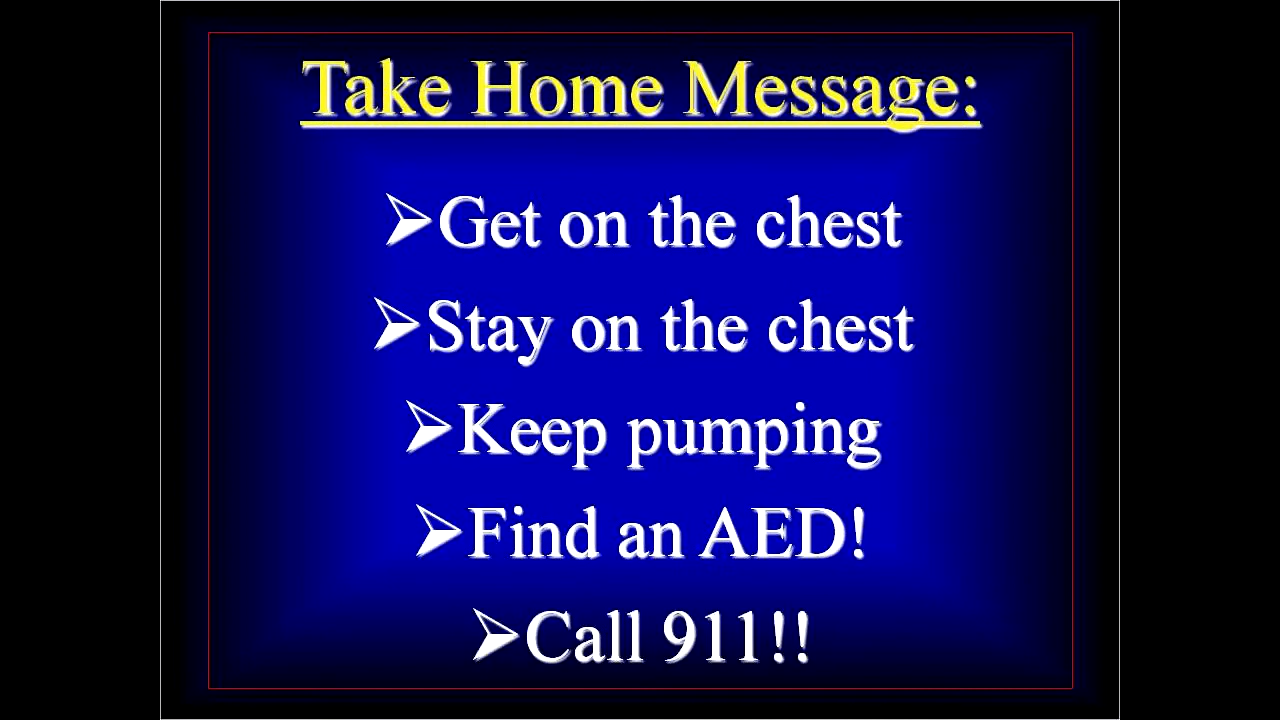 Take Home Message:
➢Get on the chest
➢Stay on the chest
➢Keep pumping
➢Find an AED!
➢Call 911!!